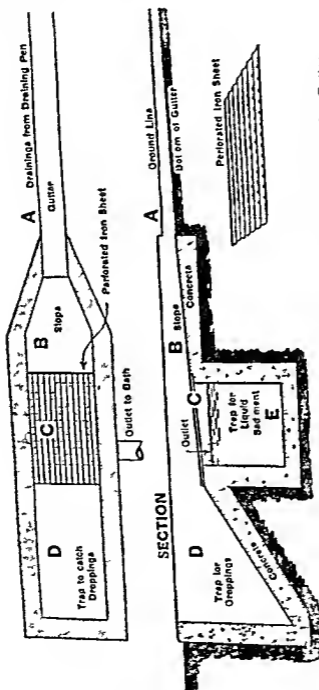 Drainings from Draining Pen
A
Gutter
Perforated Iron Sheet
B
Slope
C
D
Trap to catch
Droppings
Outlet to Bath
SECTION
A
Ground Line
Bottom of Gutter
B
Slope
Concrete
C
Outlet
Trap for
Liquid
Sediment
E
D
Trap for
Droppings
Concrete
Perforated Iron Sheet